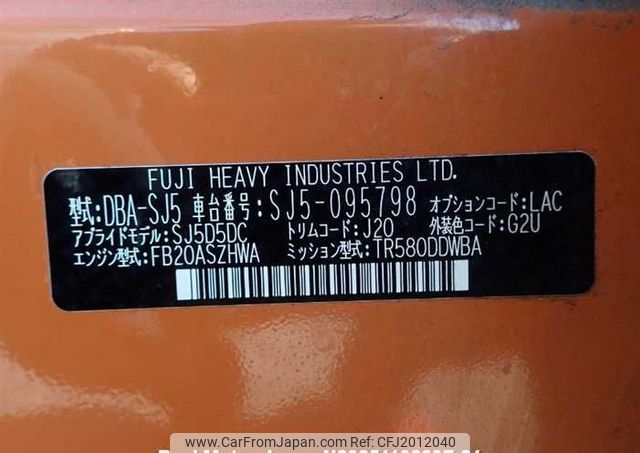 FUJI HEAVY INDUSTRIES LTD.
型式:DBA-SJ5 車台番号:SJ5-095798 オプションコード:LAC
アプライドモデル:SJ5D5DC トリムコード:J20 外装色コード:G2U
エンジン型式:FB20ASZHWA ミッション型式:TR580DDWBA
www.CarFromJapan.com | © CarFromJapan.com | CFJ2012040